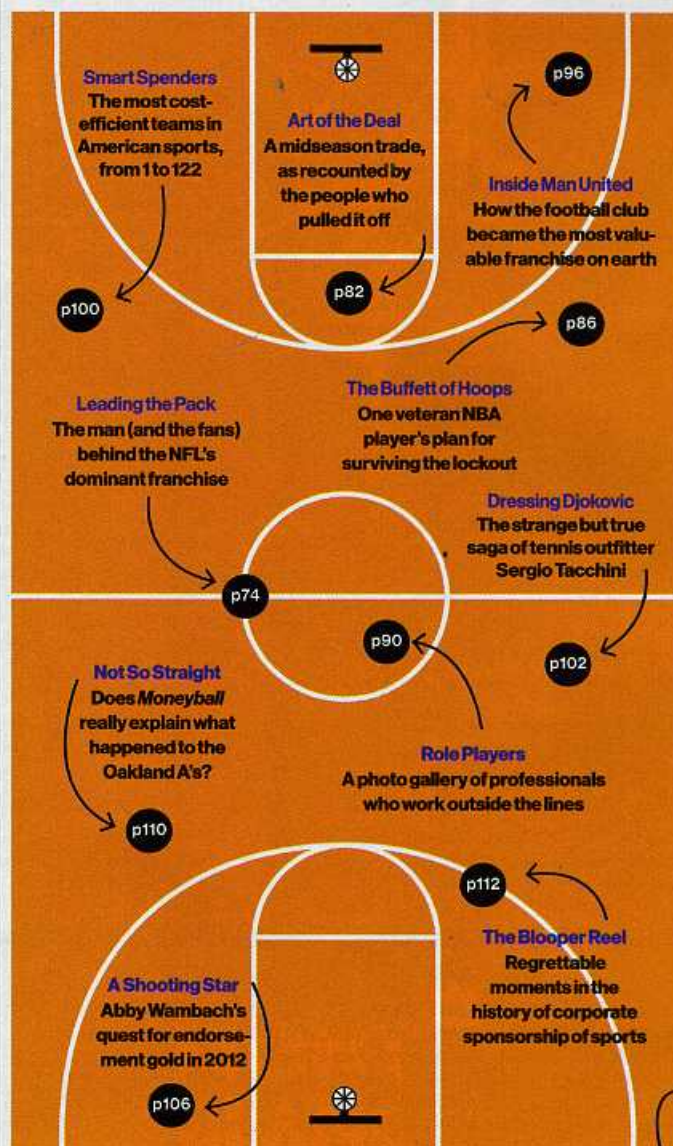 p96
Smart Spenders
The most cost-
efficient teams in
American sports,
from 1 to 122
Art of the Deal
A midseason trade,
as recounted by
the people who
pulled it off
Inside Man United
How the football club
became the most valu-
able franchise on earth
p100
p82
p86
Leading the Pack
The man (and the fans)
behind the NFL's
dominant franchise
The Buffett of Hoops
One veteran NBA
player's plan for
surviving the lockout
Dressing Djokovic
The strange but true
saga of tennis outfitter
Sergio Tacchini
p74
p90
p102
Not So Straight
Does Moneyball
really explain what
happened to the
Oakland A's?
Role Players
A photo gallery of professionals
who work outside the lines
p110
p112
The Blooper Reel
Regrettable
moments in the
history of corporate
sponsorship of sports
A Shooting Star
Abby Wambach's
quest for endorse-
ment gold in 2012
p106